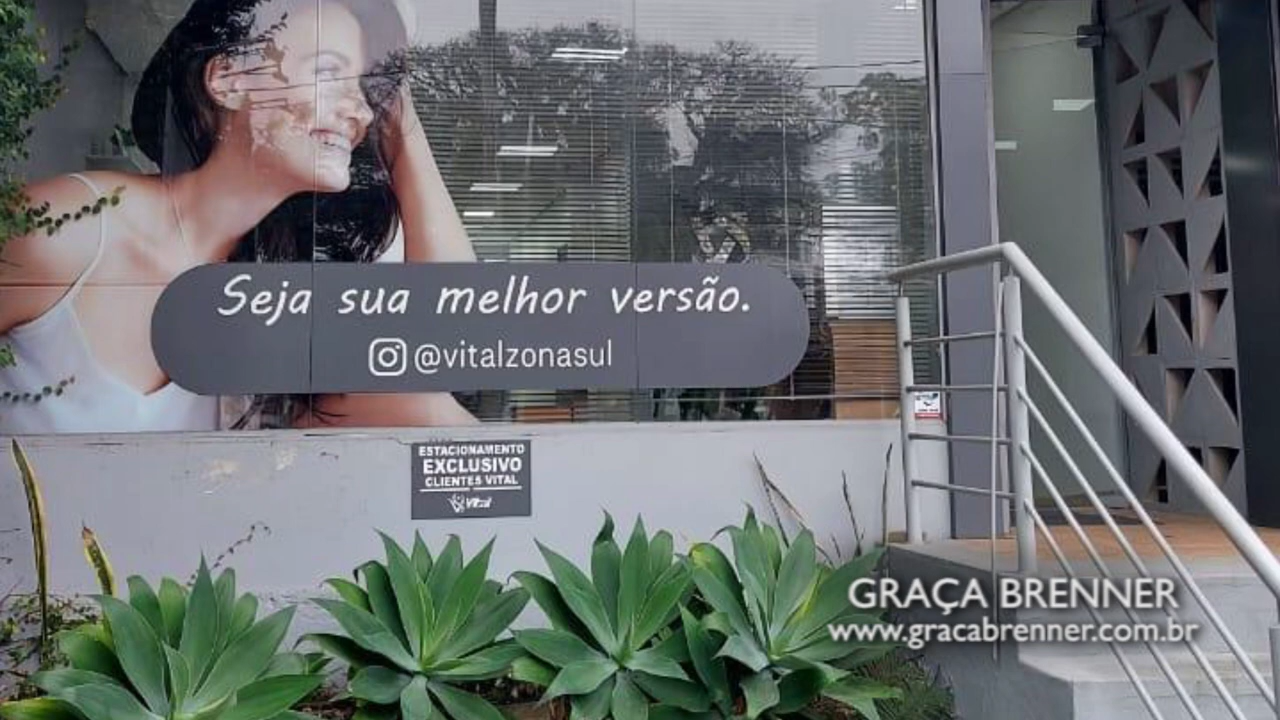 Seja sua melhor versão.
@vitalzonasul
ESTACIONAMENTO
EXCLUSIVO
CLIENTES VITAL
Vital
GRAÇA BRENNER
www.gracabrenner.com.br